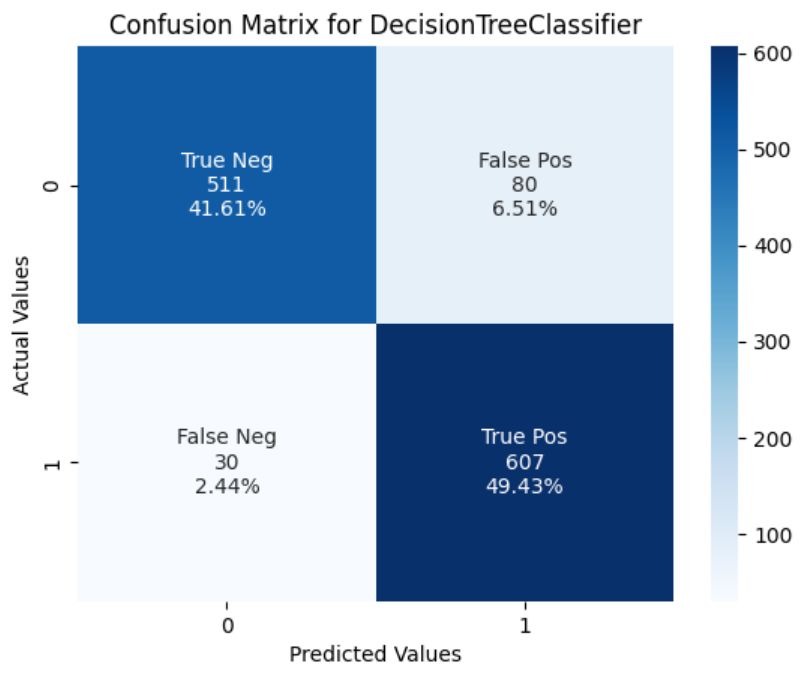 Confusion Matrix for DecisionTreeClassifier
True Neg
511
41.61%
False Pos
80
6.51%
False Neg
30
2.44%
True Pos
607
49.43%
0
1
Actual Values
0
1
Predicted Values
600
500
400
300
200
100